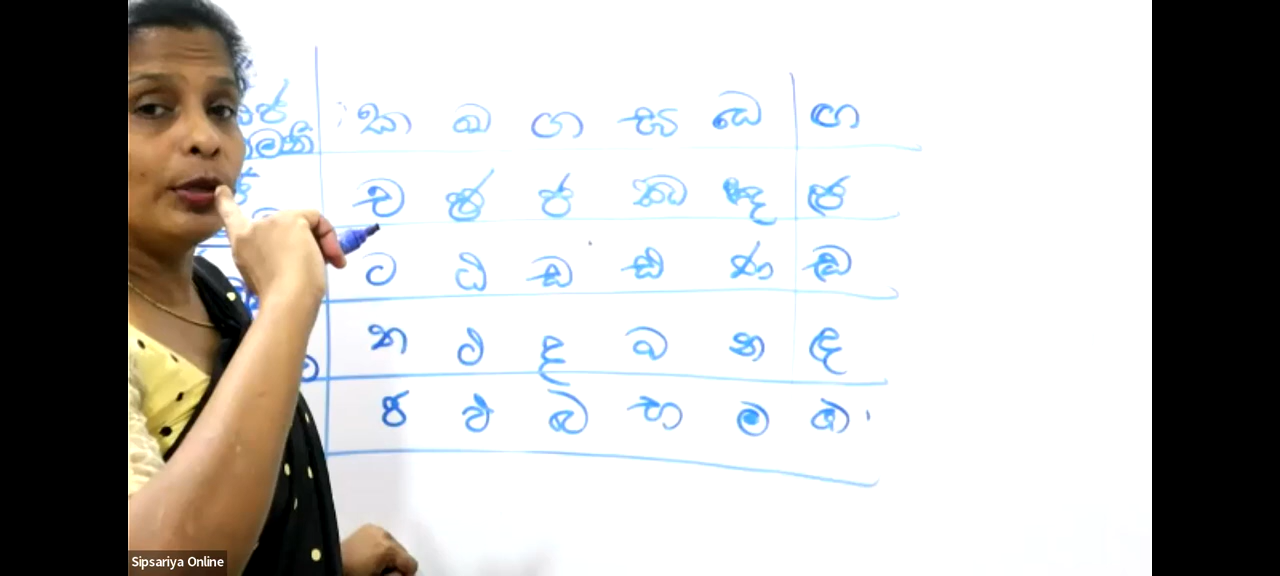 ක ඛ ග ඝ ඞ ඟ
ච ඡ ජ ඣ ඤ ඦ
ට ඨ ඩ ඪ ණ ඬ
ත ථ ද ධ න ඳ
ප ඵ බ භ ම ඹ
Sipsariya Online